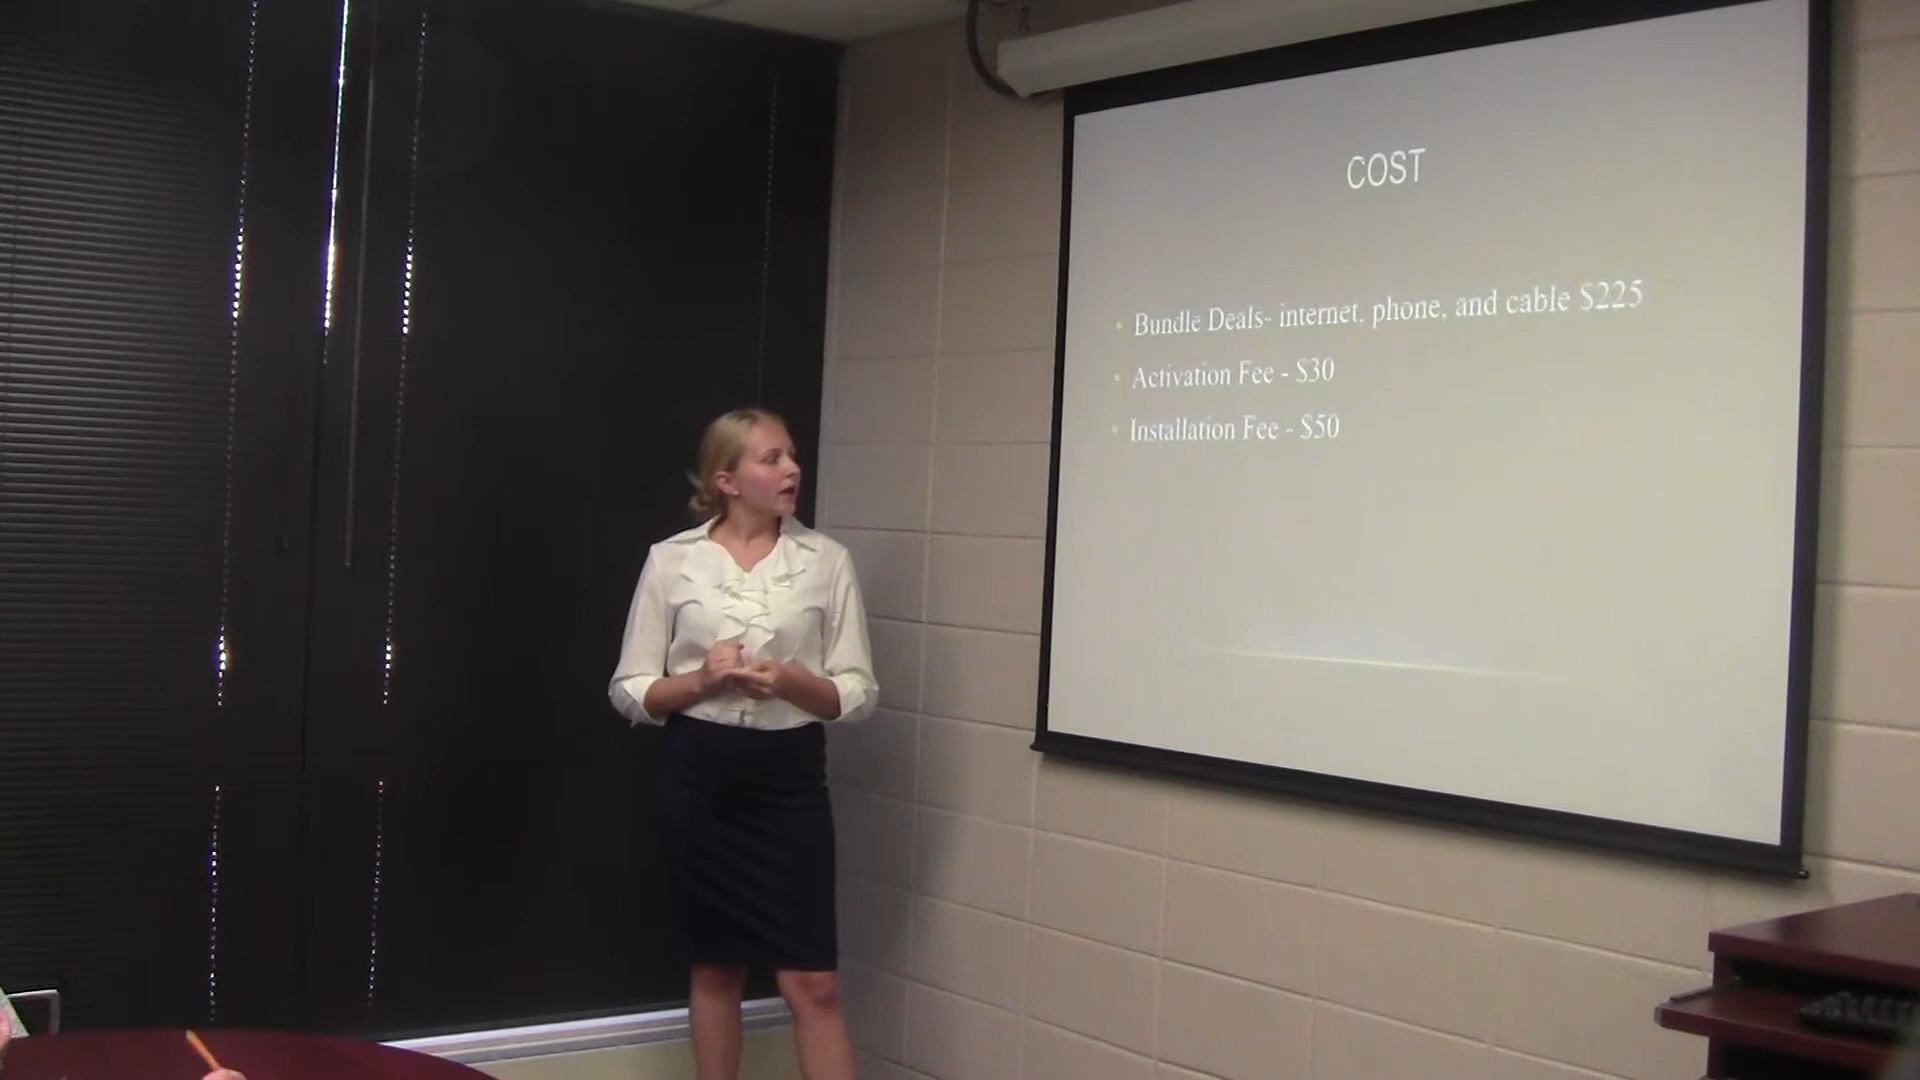 COST
• Bundle Deals- internet, phone, and cable $225
• Activation Fee - $30
• Installation Fee - $50